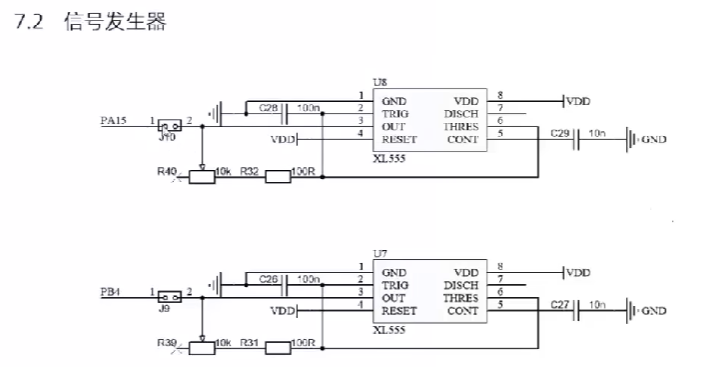 7.2 信号发生器
U8
1 GND VDD 8 VDD
C28 100n 2 TRIG DISCH 7
PA15 1 2 3 OUT THRES 6
J10 VDD 4 RESET CONT 5 C29 10n GND
XL555
R40 10k R32 100R
U7
1 GND VDD 8 VDD
C26 100n 2 TRIG DISCH 7
PB4 1 2 3 OUT THRES 6
J9 VDD 4 RESET CONT 5 C27 10n GND
XL555
R39 10k R31 100R